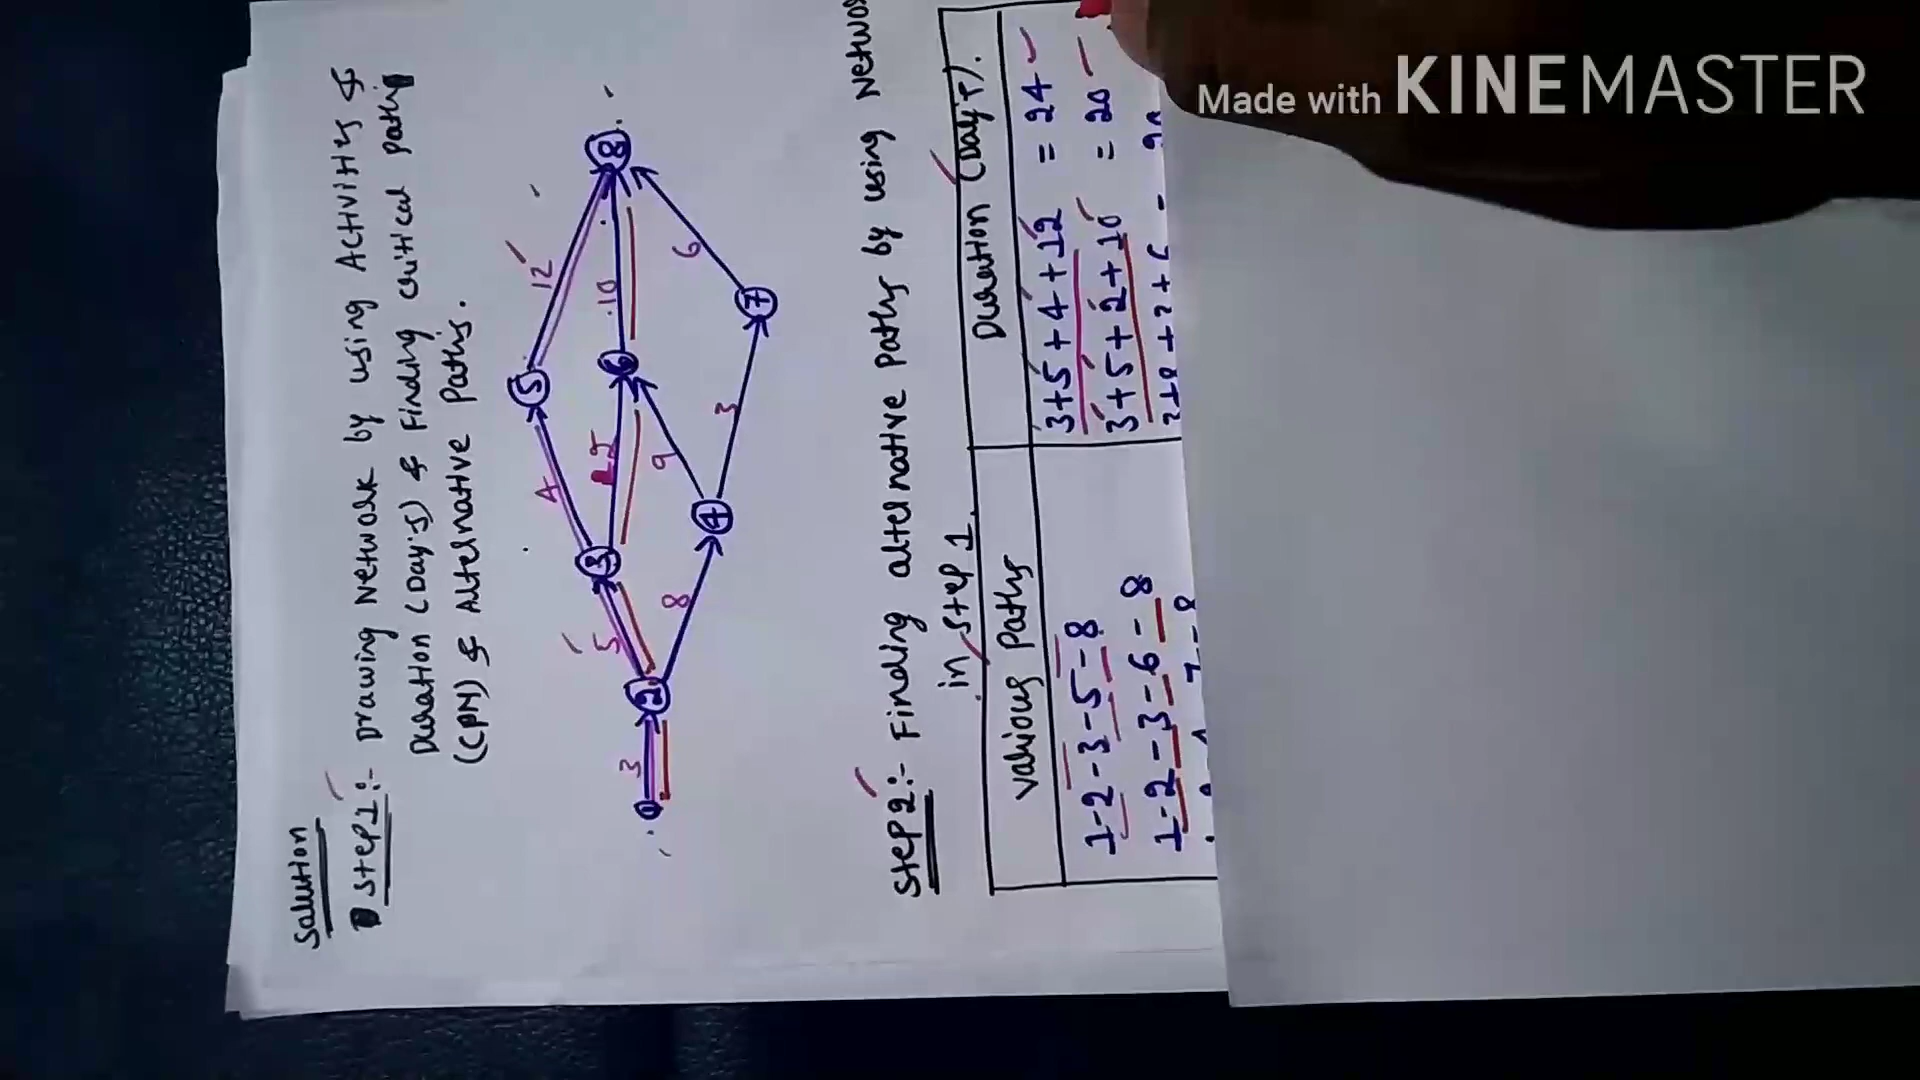 Solution
Step 1:- Drawing Network by using Activities &
Duration (Days) & Finding critical path
(CPM) & Alternative Paths.
12
5
8
4
10
3
6
5
6
5
9
3
7
3
2
8
4
1
Step 2:- Finding alternative Paths by using
in Step 1.
Various Paths
Duration (Days).
1-2-3-5-8
3+5+4+12 = 24
1-2-3-6-8
3+5+2+10 = 20
Made with KINEMASTER